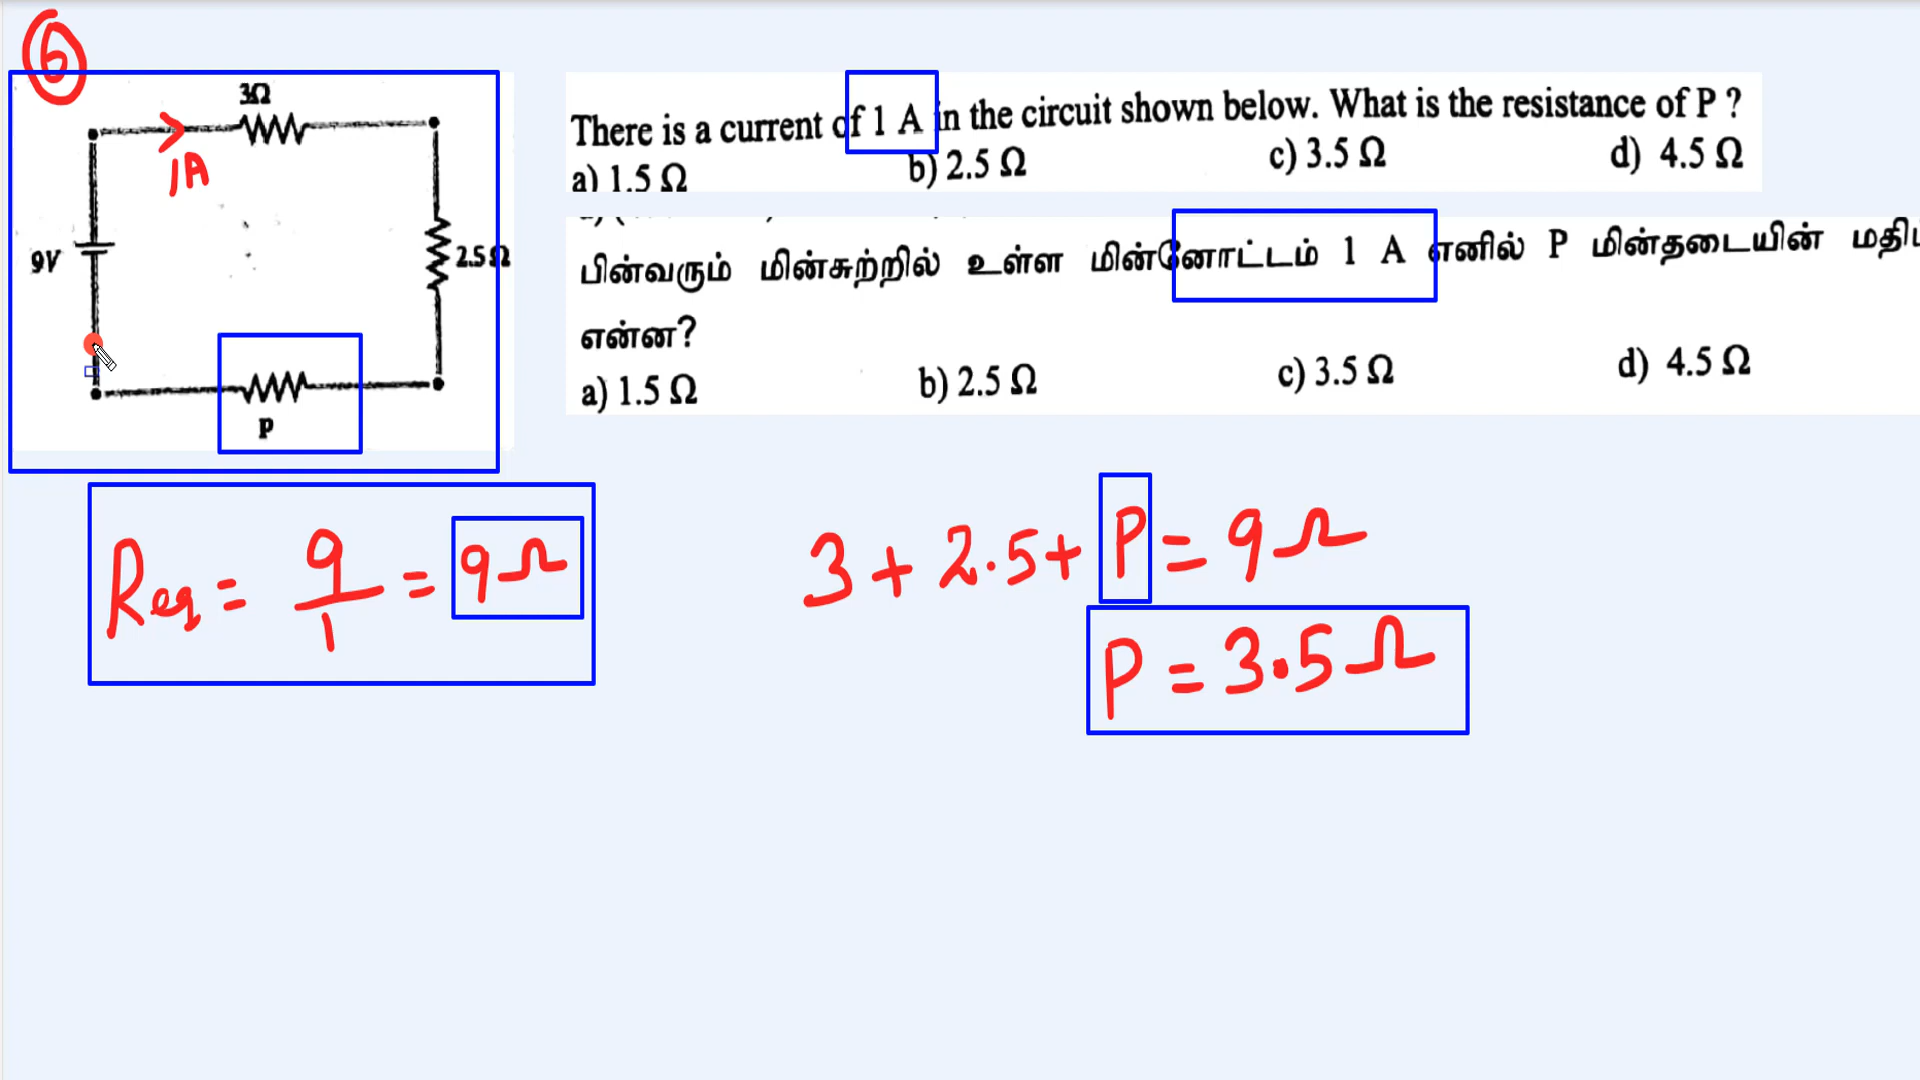 6
3Ω
1A
9V
2.5Ω
P
There is a current of 1 A in the circuit shown below. What is the resistance of P ?
a) 1.5 Ω b) 2.5 Ω c) 3.5 Ω d) 4.5 Ω
பின்வரும் மின்சுற்றில் உள்ள மின்னோட்டம் 1 A எனில் P மின்தடையின்
என்ன?
a) 1.5 Ω b) 2.5 Ω c) 3.5 Ω d) 4.5 Ω
Req = 9/1 = 9Ω
3 + 2.5 + P = 9Ω
P = 3.5 Ω